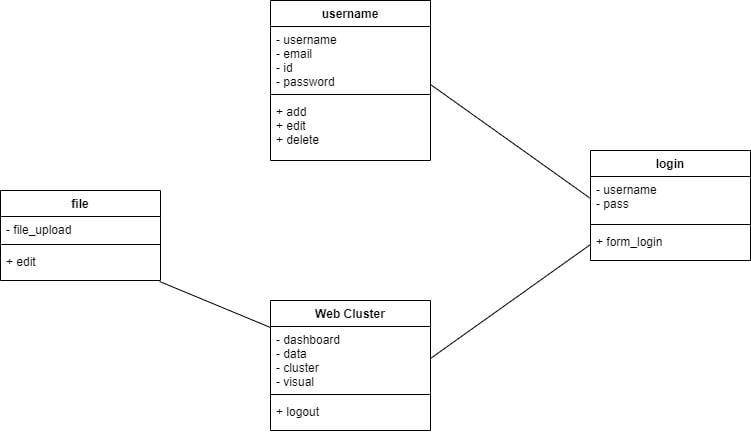 username
- username
- email
- id
- password
+ add
+ edit
+ delete
login
- username
- pass
+ form_login
file
- file_upload
+ edit
Web Cluster
- dashboard
- data
- cluster
- visual
+ logout